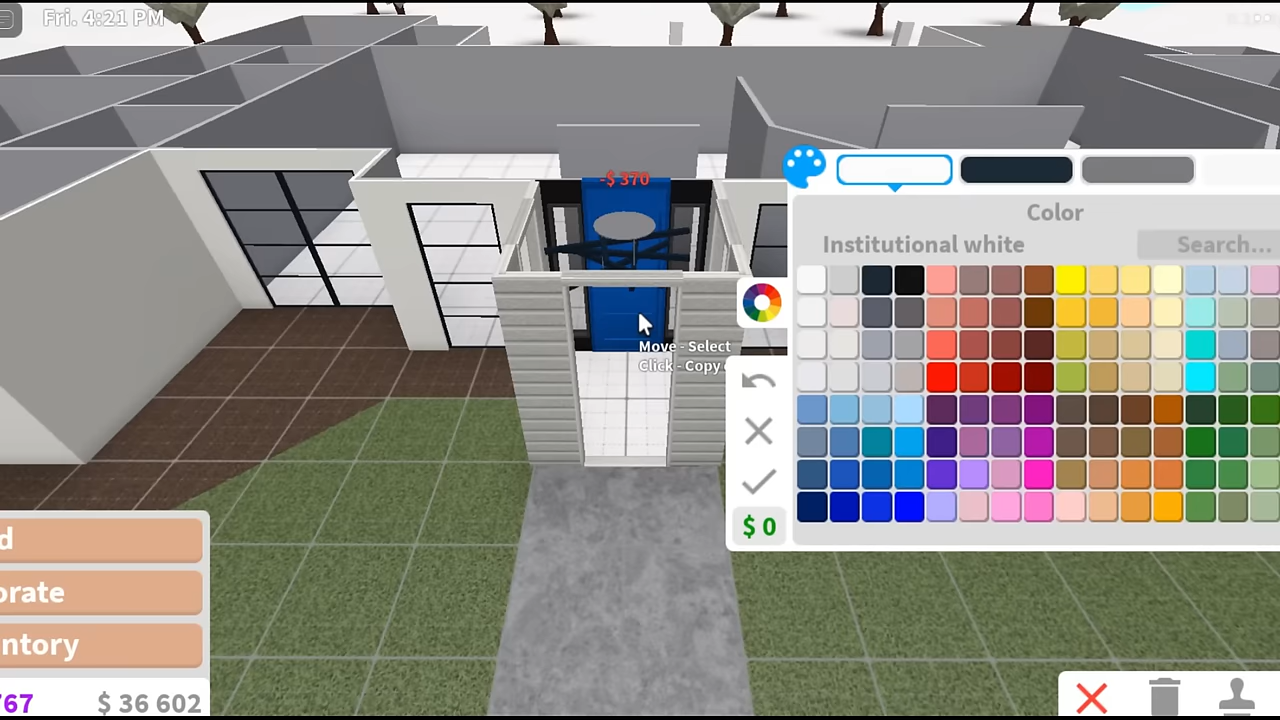 Fri. 4:21 PM
-$ 370
Color
Institutional white
Search...
Move - Select
Click - Copy
$ 0
d
orate
ntory
767
$ 36 602